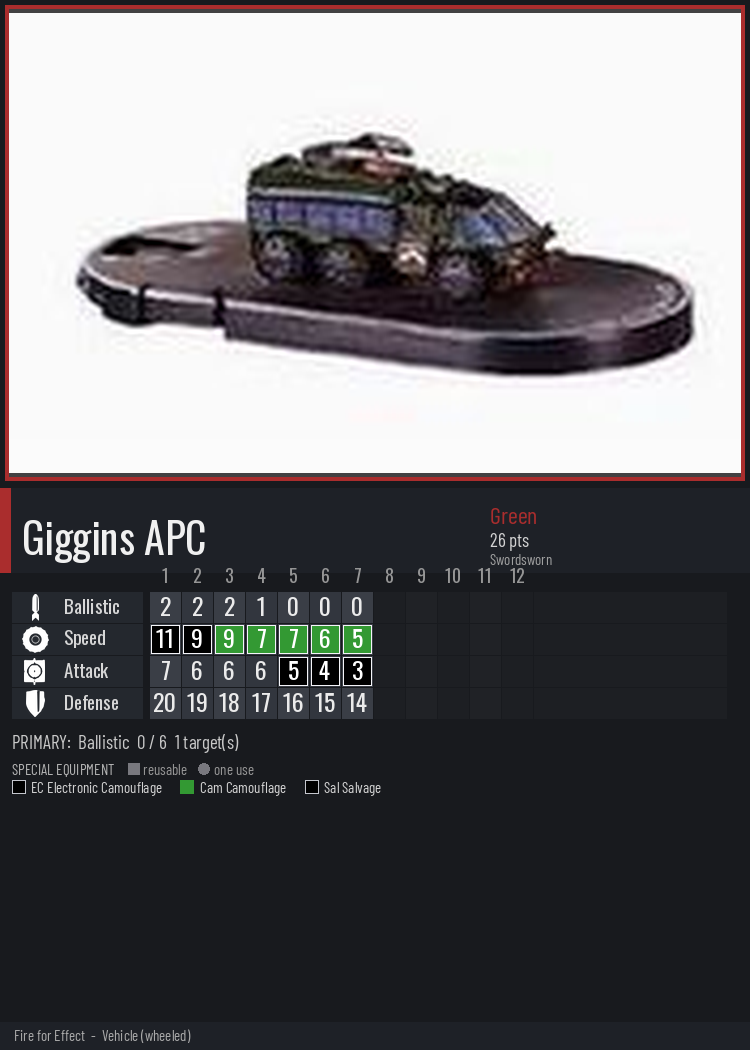 Giggins APC
Green
26 pts
Swordsworn
1 2 3 4 5 6 7 8 9 10 11 12
Ballistic 2 2 2 1 0 0 0
Speed 11 9 9 7 7 6 5
Attack 7 6 6 6 5 4 3
Defense 20 19 18 17 16 15 14
PRIMARY: Ballistic 0 / 6 1 target(s)
SPECIAL EQUIPMENT reusable one use
EC Electronic Camouflage Cam Camouflage Sal Salvage
Fire for Effect - Vehicle (wheeled)